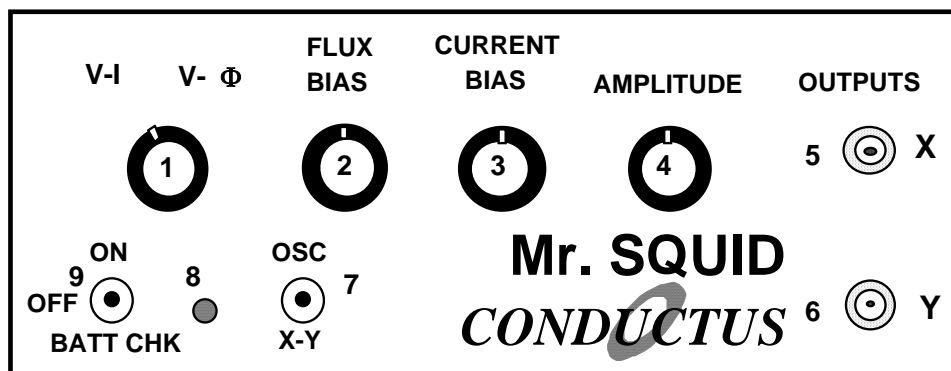 V-I V- Φ FLUX BIAS CURRENT BIAS AMPLITUDE OUTPUTS
1 2 3 4 5 X
ON OSC Mr. SQUID
9 8 7
OFF CONDUCTUS 6 Y
BATT CHK X-Y